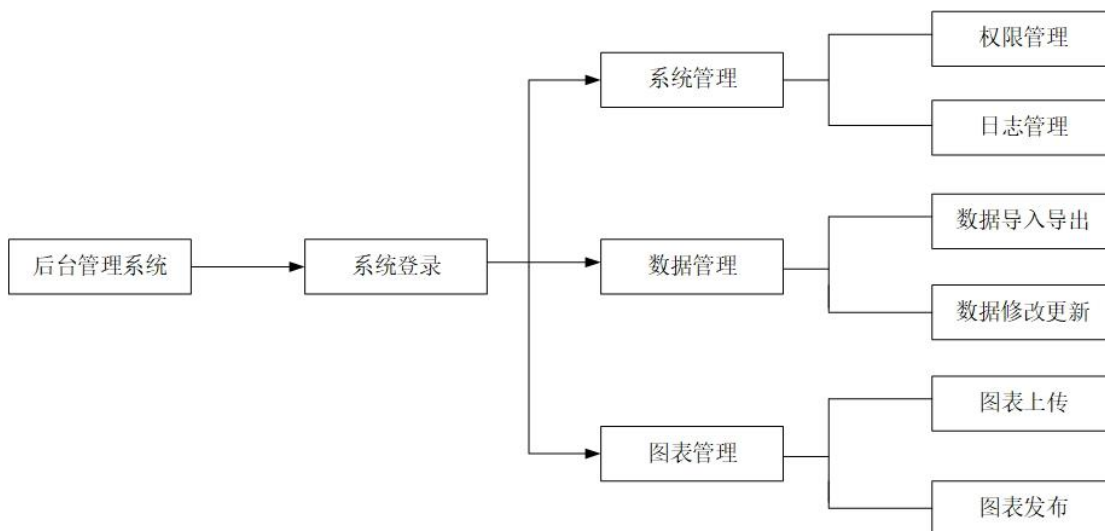 后台管理系统
系统登录
系统管理
权限管理
日志管理
数据管理
数据导入导出
数据修改更新
图表管理
图表上传
图表发布